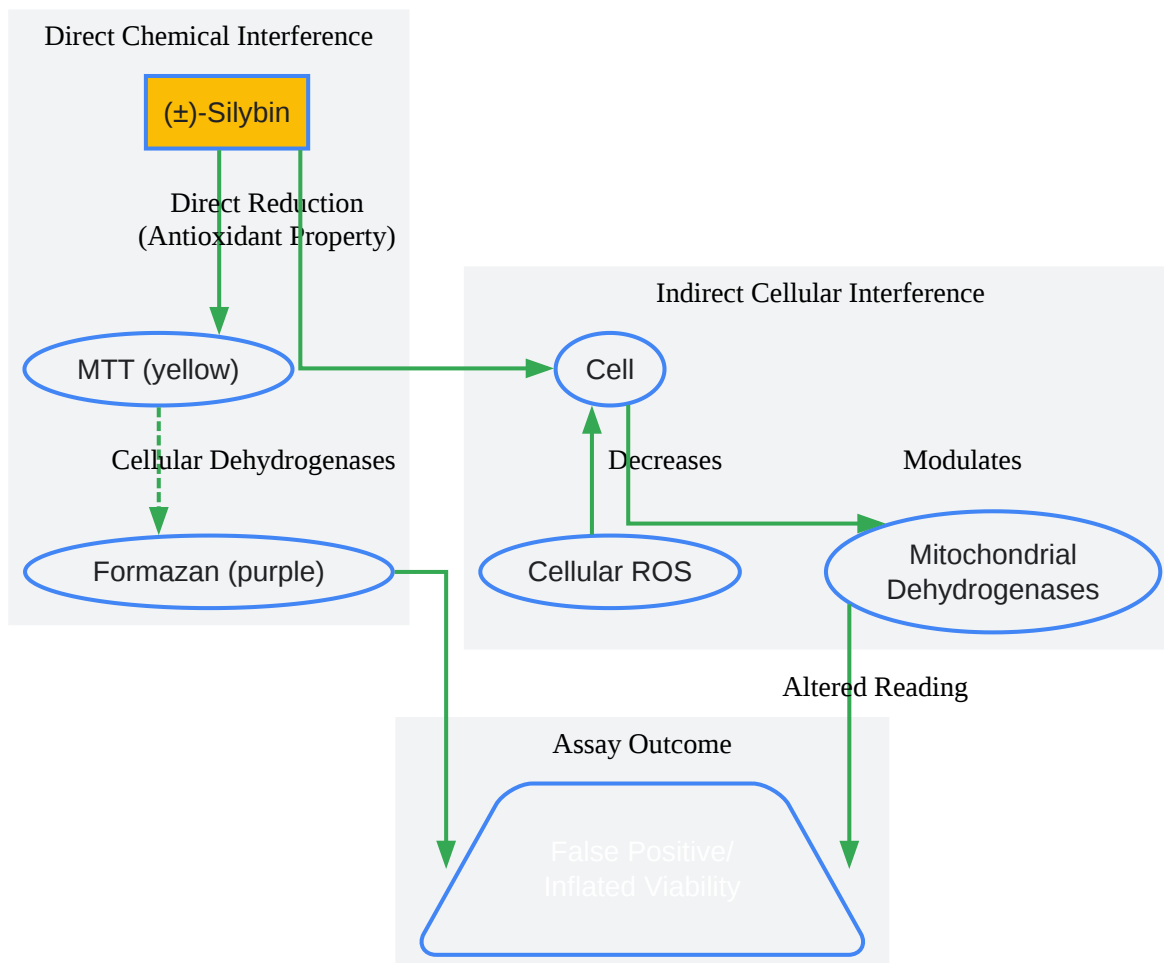 Direct Chemical Interference
(±)-Silybin
Direct Reduction
(Antioxidant Property)
MTT (yellow)
Cellular Dehydrogenases
Formazan (purple)
Indirect Cellular Interference
Cell
Decreases
Modulates
Cellular ROS
Mitochondrial
Dehydrogenases
Altered Reading
Assay Outcome
False Positive/
Inflated Viability